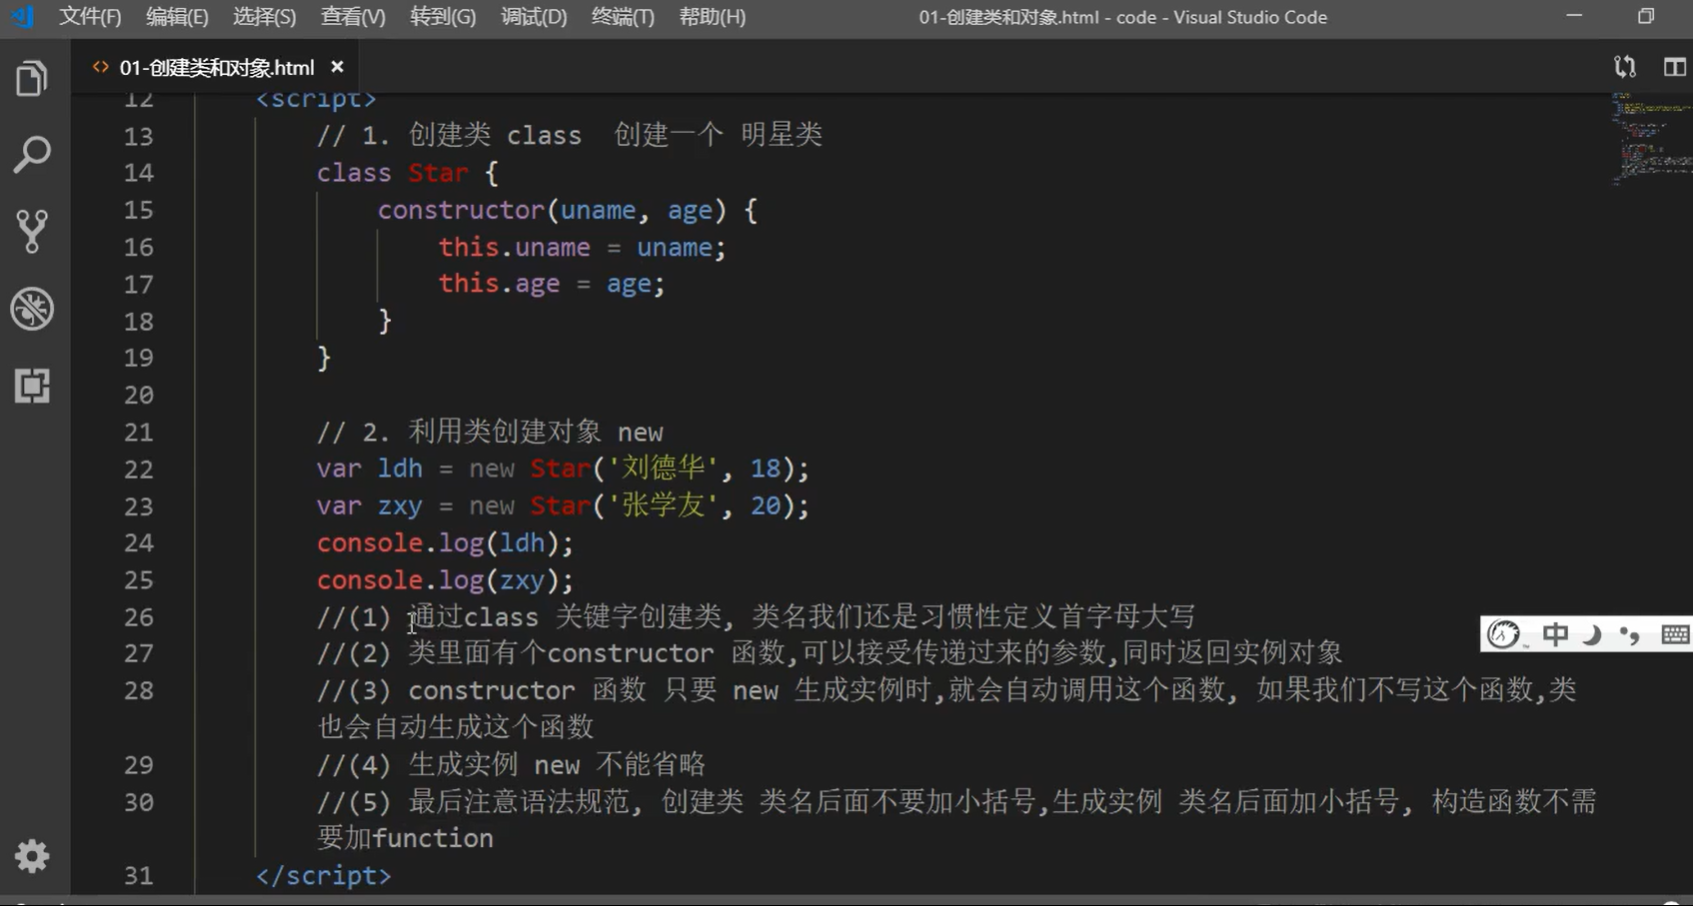 文件(F) 编辑(E) 选择(S) 查看(V) 转到(G) 调试(D) 终端(T) 帮助(H) 01-创建类和对象.html - code - Visual Studio Code
<> 01-创建类和对象.html ×
12 <script>
13 // 1. 创建类 class 创建一个 明星类
14 class Star {
15 constructor(uname, age) {
16 this.uname = uname;
17 this.age = age;
18 }
19 }
20
21 // 2. 利用类创建对象 new
22 var ldh = new Star('刘德华', 18);
23 var zxy = new Star('张学友', 20);
24 console.log(ldh);
25 console.log(zxy);
26 //(1) 通过class 关键字创建类, 类名我们还是习惯性定义首字母大写
27 //(2) 类里面有个constructor 函数,可以接受传递过来的参数,同时返回实例对象
28 //(3) constructor 函数 只要 new 生成实例时,就会自动调用这个函数, 如果我们不写这个函数,类
也会自动生成这个函数
29 //(4) 生成实例 new 不能省略
30 //(5) 最后注意语法规范, 创建类 类名后面不要加小括号,生成实例 类名后面加小括号, 构造函数不需
要加function
31 </script>
中